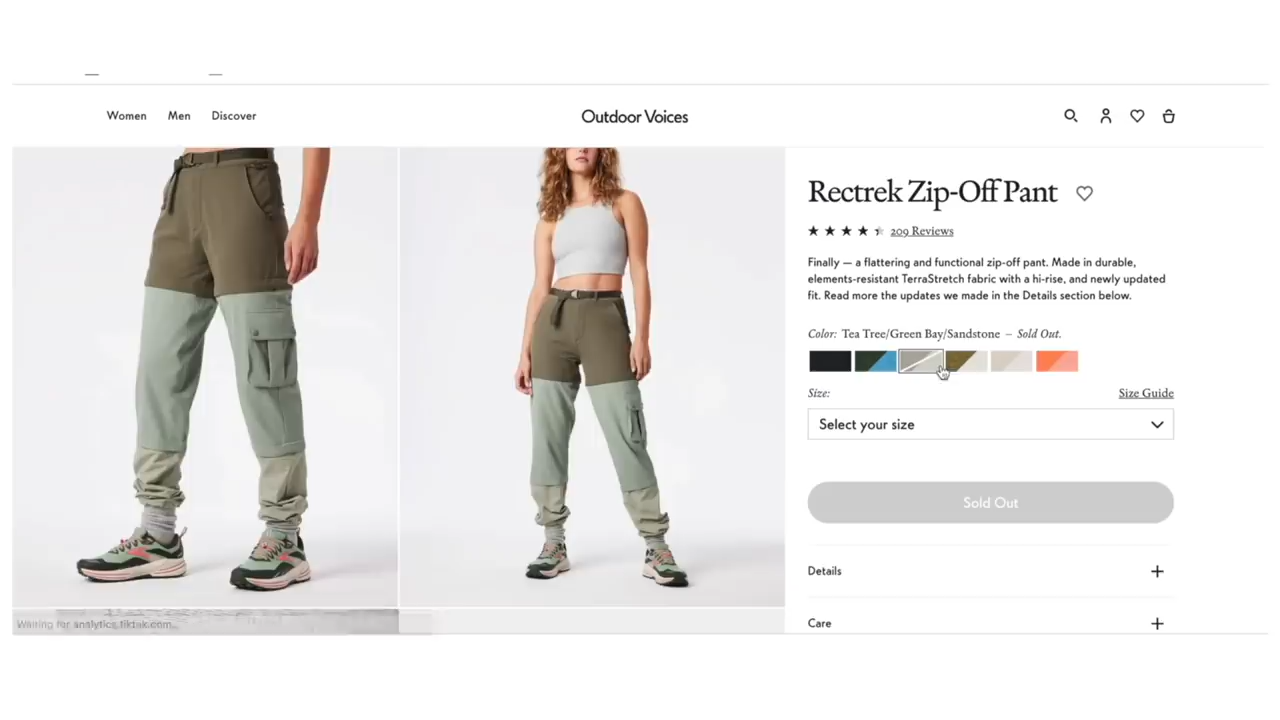 Women
Men
Discover
Outdoor Voices
Rectrek Zip-Off Pant
209 Reviews
Finally — a flattering and functional zip-off pant. Made in durable,
elements-resistant TerraStretch fabric with a hi-rise, and newly updated
fit. Read more the updates we made in the Details section below.
Color: Tea Tree/Green Bay/Sandstone – Sold Out.
Size:
Size Guide
Select your size
Sold Out
Details
Care
Waiting for analytics.tiktok.com...